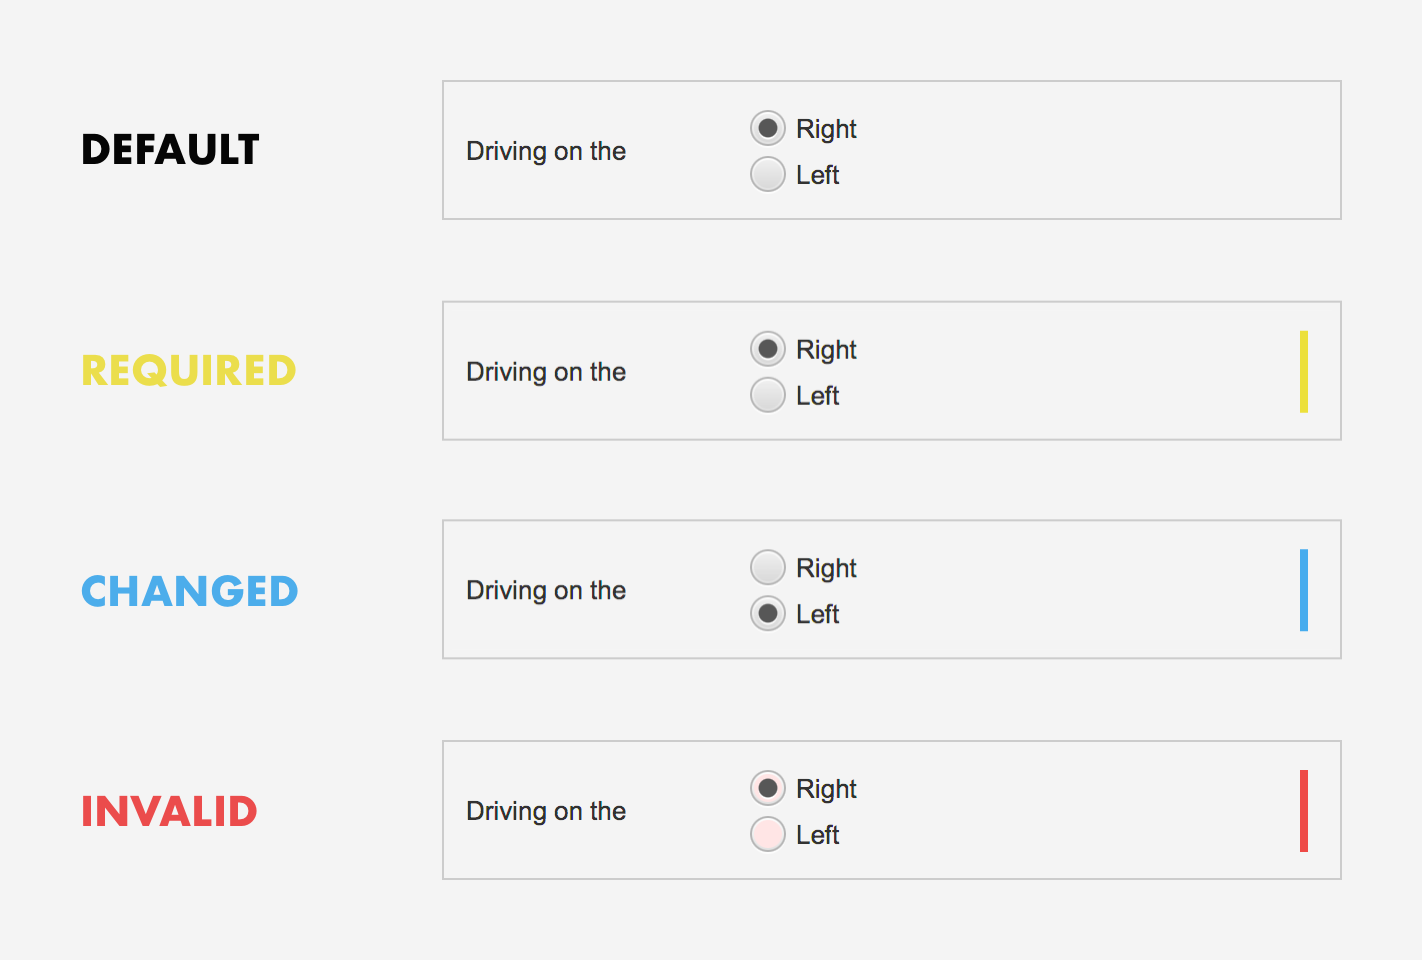 DEFAULT
Driving on the
Right
Left
REQUIRED
Driving on the
Right
Left
CHANGED
Driving on the
Right
Left
INVALID
Driving on the
Right
Left